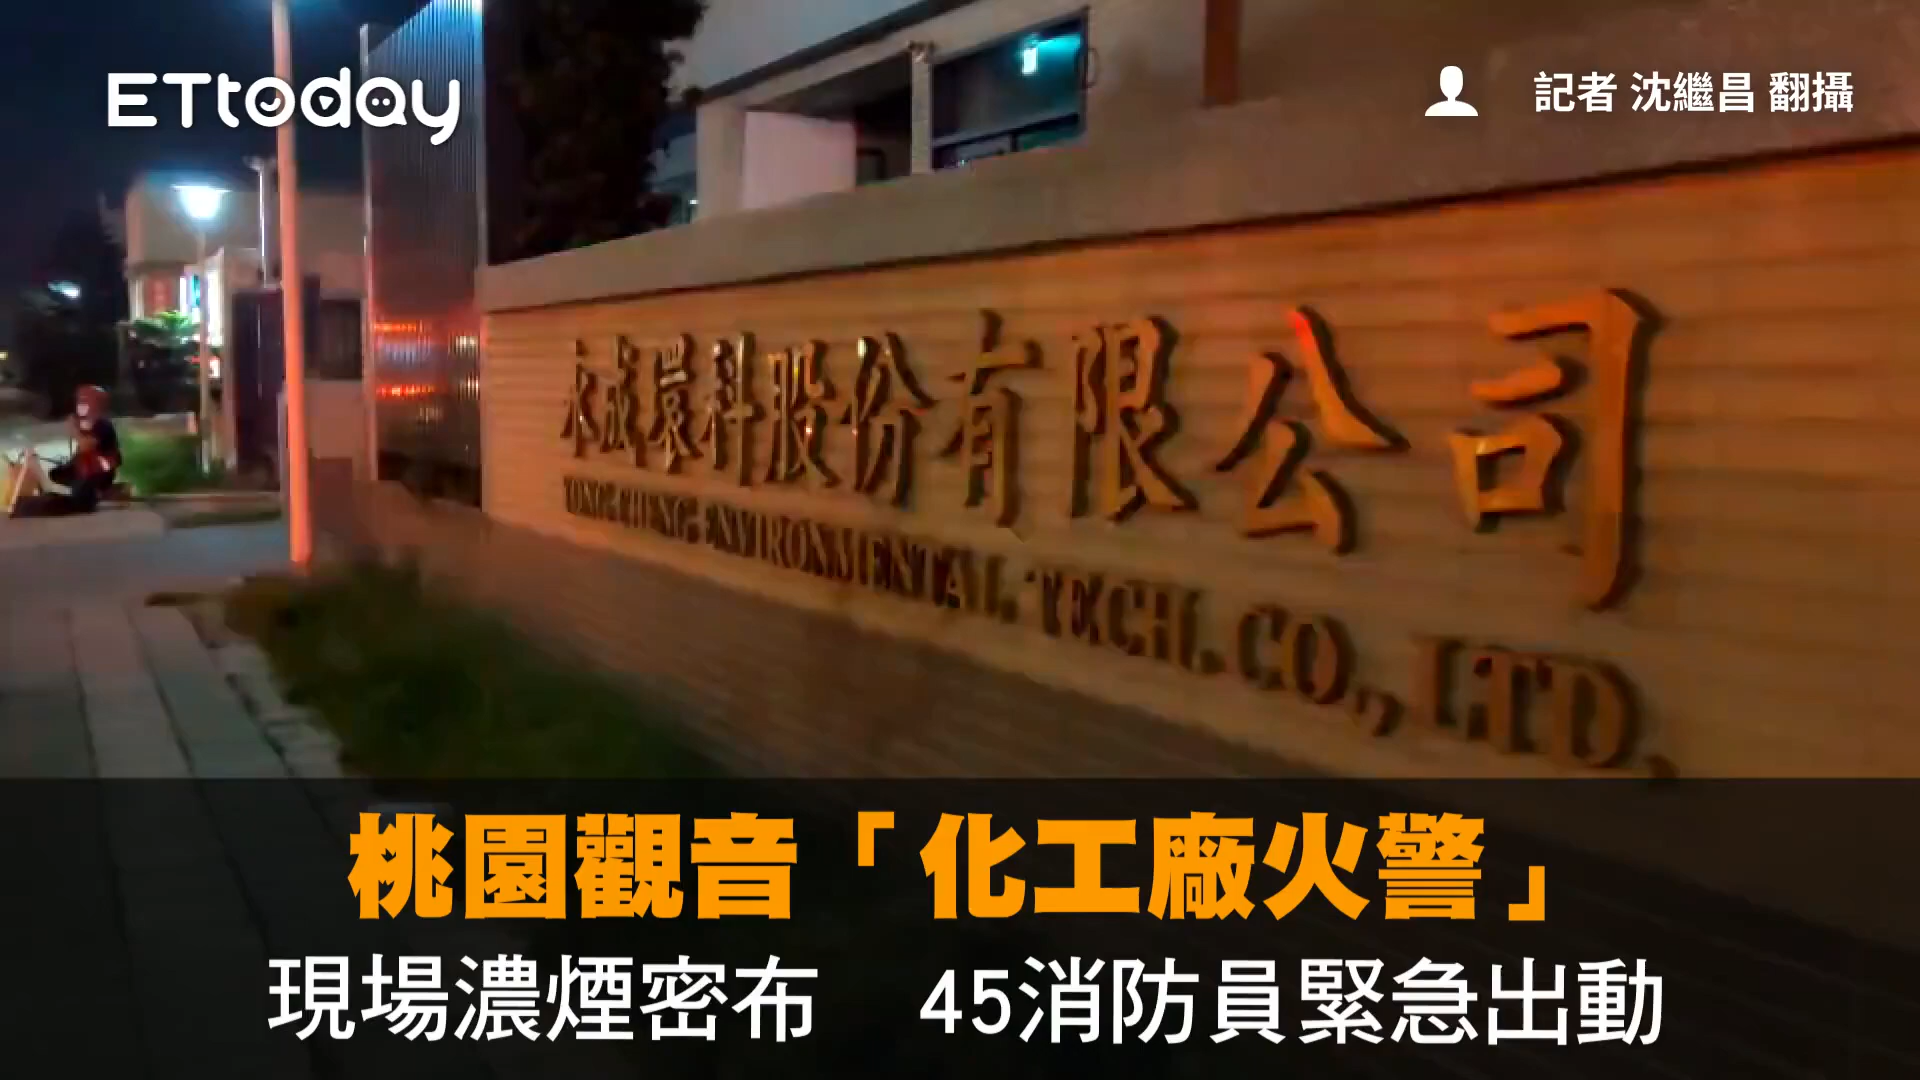 ETtoday
記者 沈繼昌 翻攝
永成環科股份有限公司
YONG CHENG ENVIRONMENTAL TECH. CO., LTD.
桃園觀音「化工廠火警」
現場濃煙密布 45消防員緊急出動